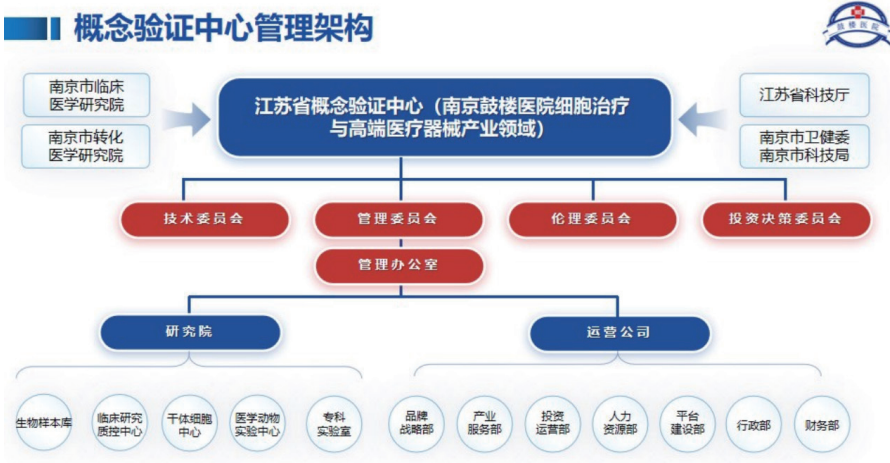 概念验证中心管理架构
鼓楼医院
南京市临床
医学研究院
南京市转化
医学研究院
江苏省概念验证中心（南京鼓楼医院细胞治疗
与高端医疗器械产业领域）
江苏省科技厅
南京市卫健委
南京市科技局
技术委员会
管理委员会
伦理委员会
投资决策委员会
管理办公室
研究院
运营公司
生物样本库
临床研究
质控中心
干体细胞
中心
医学动物
实验中心
专科
实验室
品牌
战略部
产业
服务部
投资
运营部
人力
资源部
平台
建设部
行政部
财务部